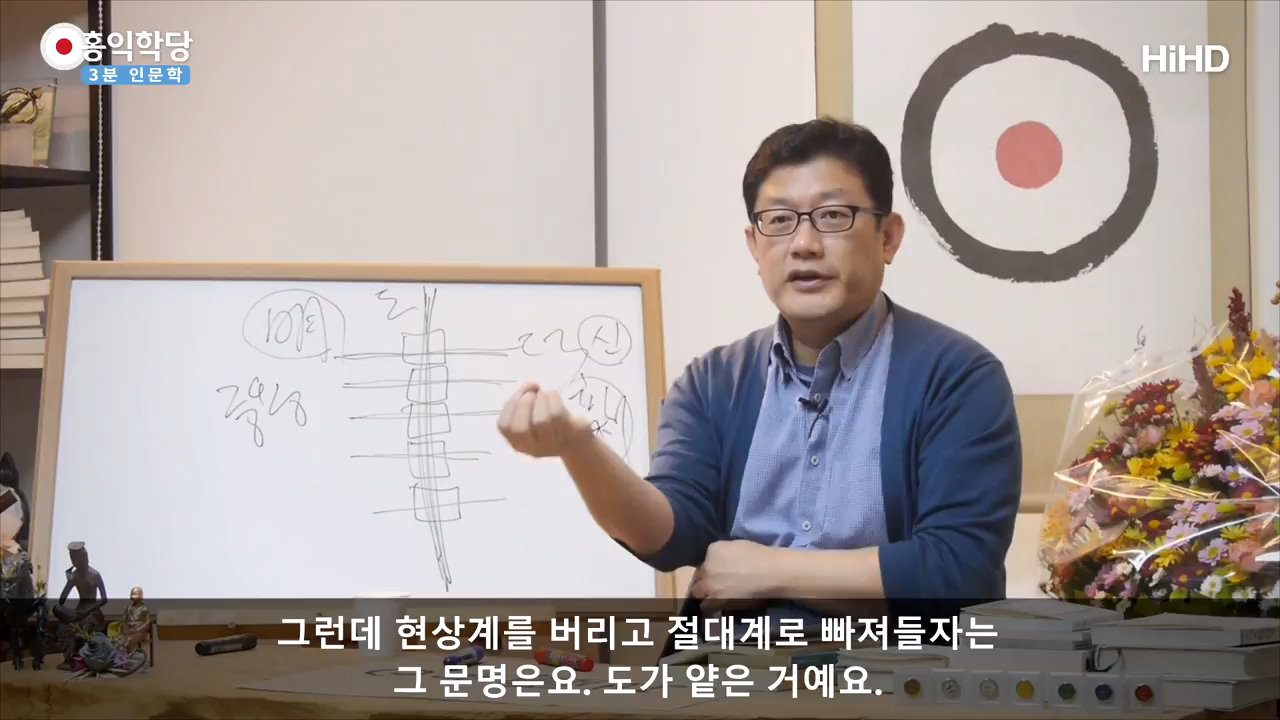 홍익학당
3분 인문학
HiHD
도
신
그런데 현상계를 버리고 절대계로 빠져들자는
그 문명은요. 도가 얕은 거예요.